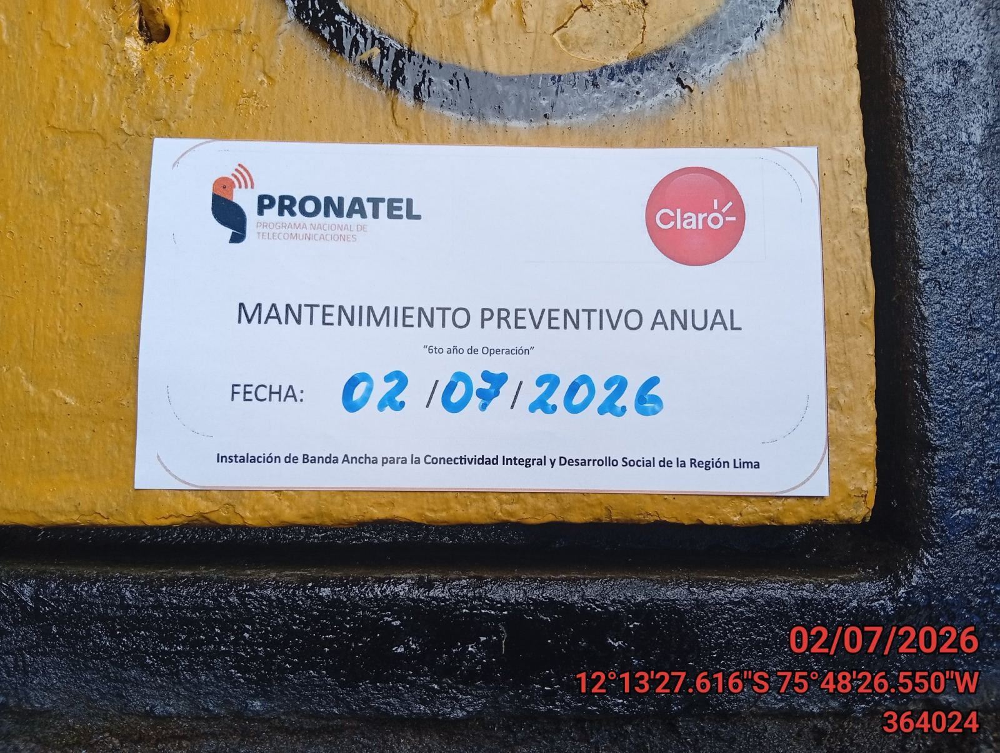 PRONATEL
PROGRAMA NACIONAL DE
TELECOMUNICACIONES
Claro
MANTENIMIENTO PREVENTIVO ANUAL
“6to año de Operación”
FECHA: 02/07/2026
Instalación de Banda Ancha para la Conectividad Integral y Desarrollo Social de la Región Lima
02/07/2026
12°13'27.616"S 75°48'26.550"W
364024